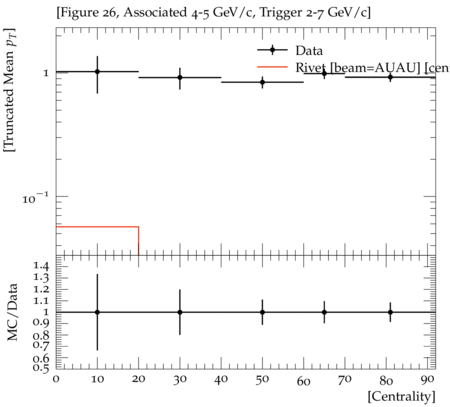 [Figure 26, Associated 4-5 GeV/c, Trigger 2-7 GeV/c]
[Truncated Mean pT]
Data
Rivet [beam=AUAU] [cen
1
10−1
MC/Data
1.4
1.3
1.2
1.1
1
0.9
0.8
0.7
0.6
0.5
0 10 20 30 40 50 60 70 80 90
[Centrality]